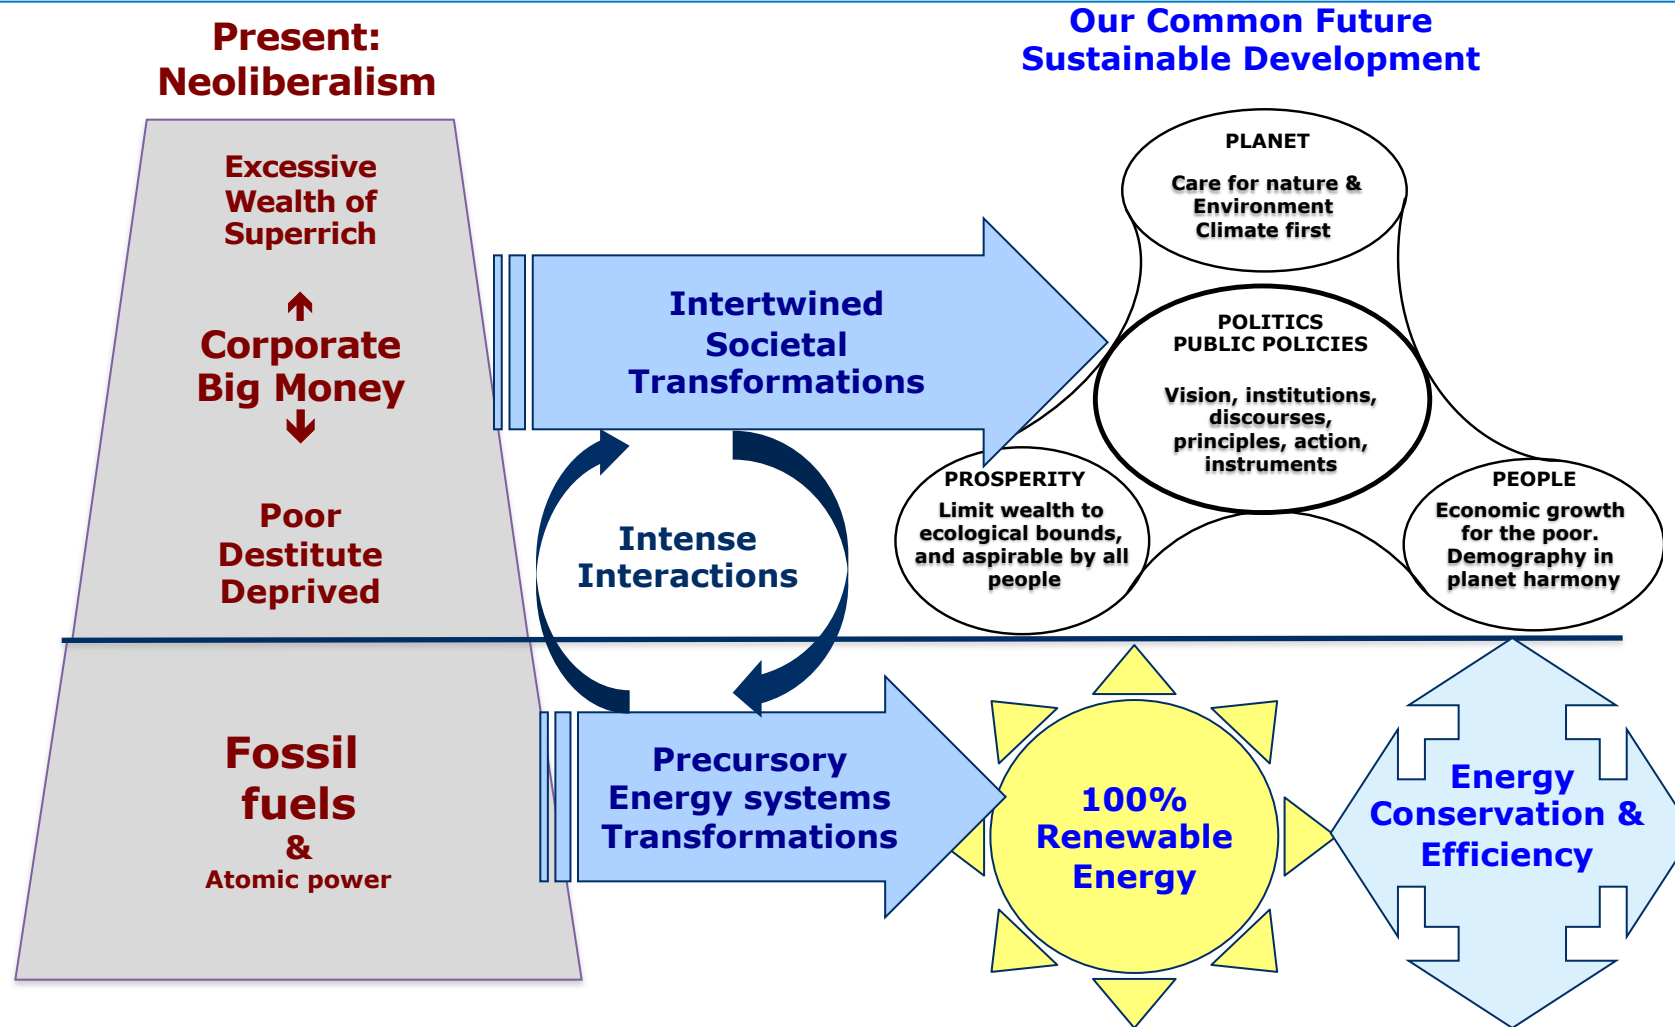 Present:
Neoliberalism
Excessive
Wealth of
Superrich
Corporate
Big Money
Poor
Destitute
Deprived
Fossil
fuels
&
Atomic power
Intertwined
Societal
Transformations
Intense
Interactions
Precursory
Energy systems
Transformations
Our Common Future
Sustainable Development
PLANET
Care for nature &
Environment
Climate first
POLITICS
PUBLIC POLICIES
Vision, institutions,
discourses,
principles, action,
instruments
PROSPERITY
Limit wealth to
ecological bounds,
and aspirable by all
people
PEOPLE
Economic growth
for the poor.
Demography in
planet harmony
100%
Renewable
Energy
Energy
Conservation &
Efficiency